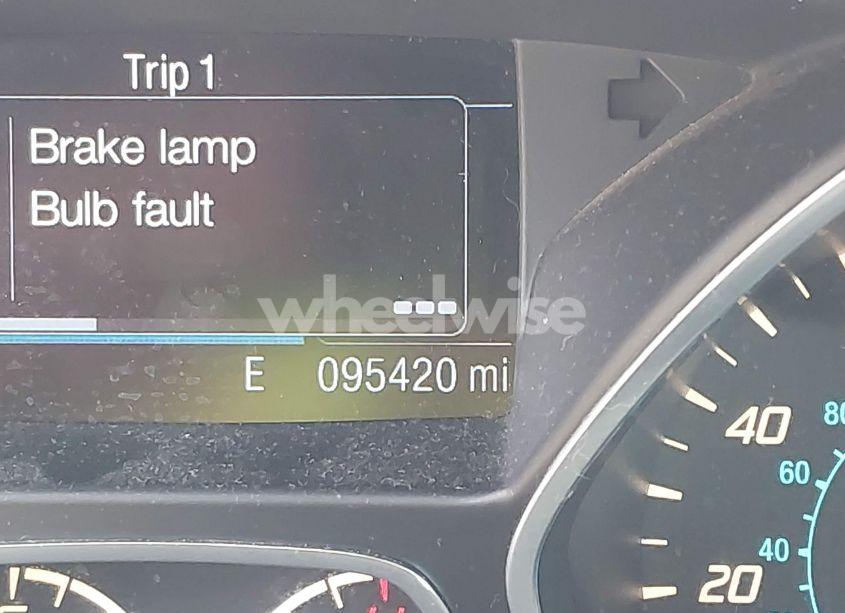 Trip 1
Brake lamp
Bulb fault
wheelwise
E 095420 mi
40
80
60
40
20